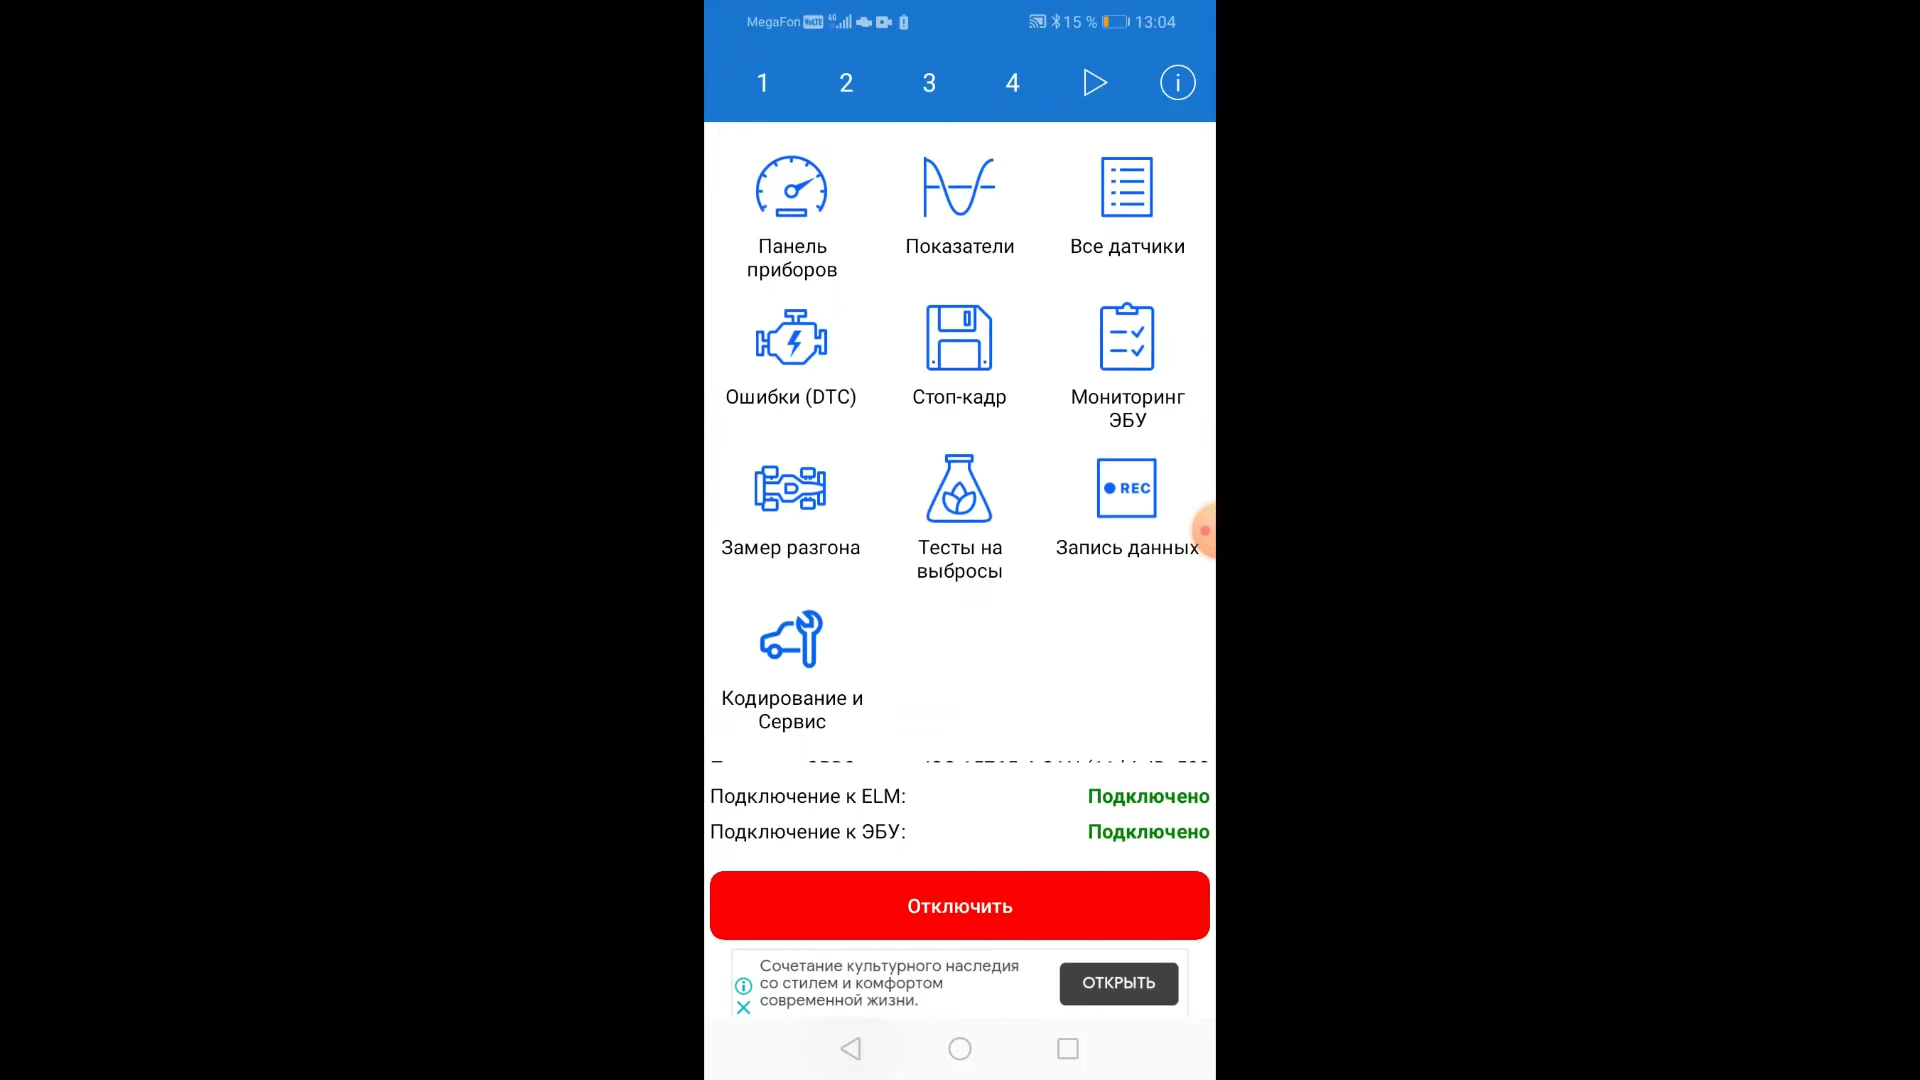 MegaFon VoLTE 4G 15 % 13:04
1 2 3 4 i
Панель
приборов
Показатели
Все датчики
Ошибки (DTC)
Стоп-кадр
Мониторинг
ЭБУ
Замер разгона
Тесты на
выбросы
REC
Запись данных
Кодирование и
Сервис
Подключение к ELM: Подключено
Подключение к ЭБУ: Подключено
Отключить
Сочетание культурного наследия
со стилем и комфортом
современной жизни.
ОТКРЫТЬ